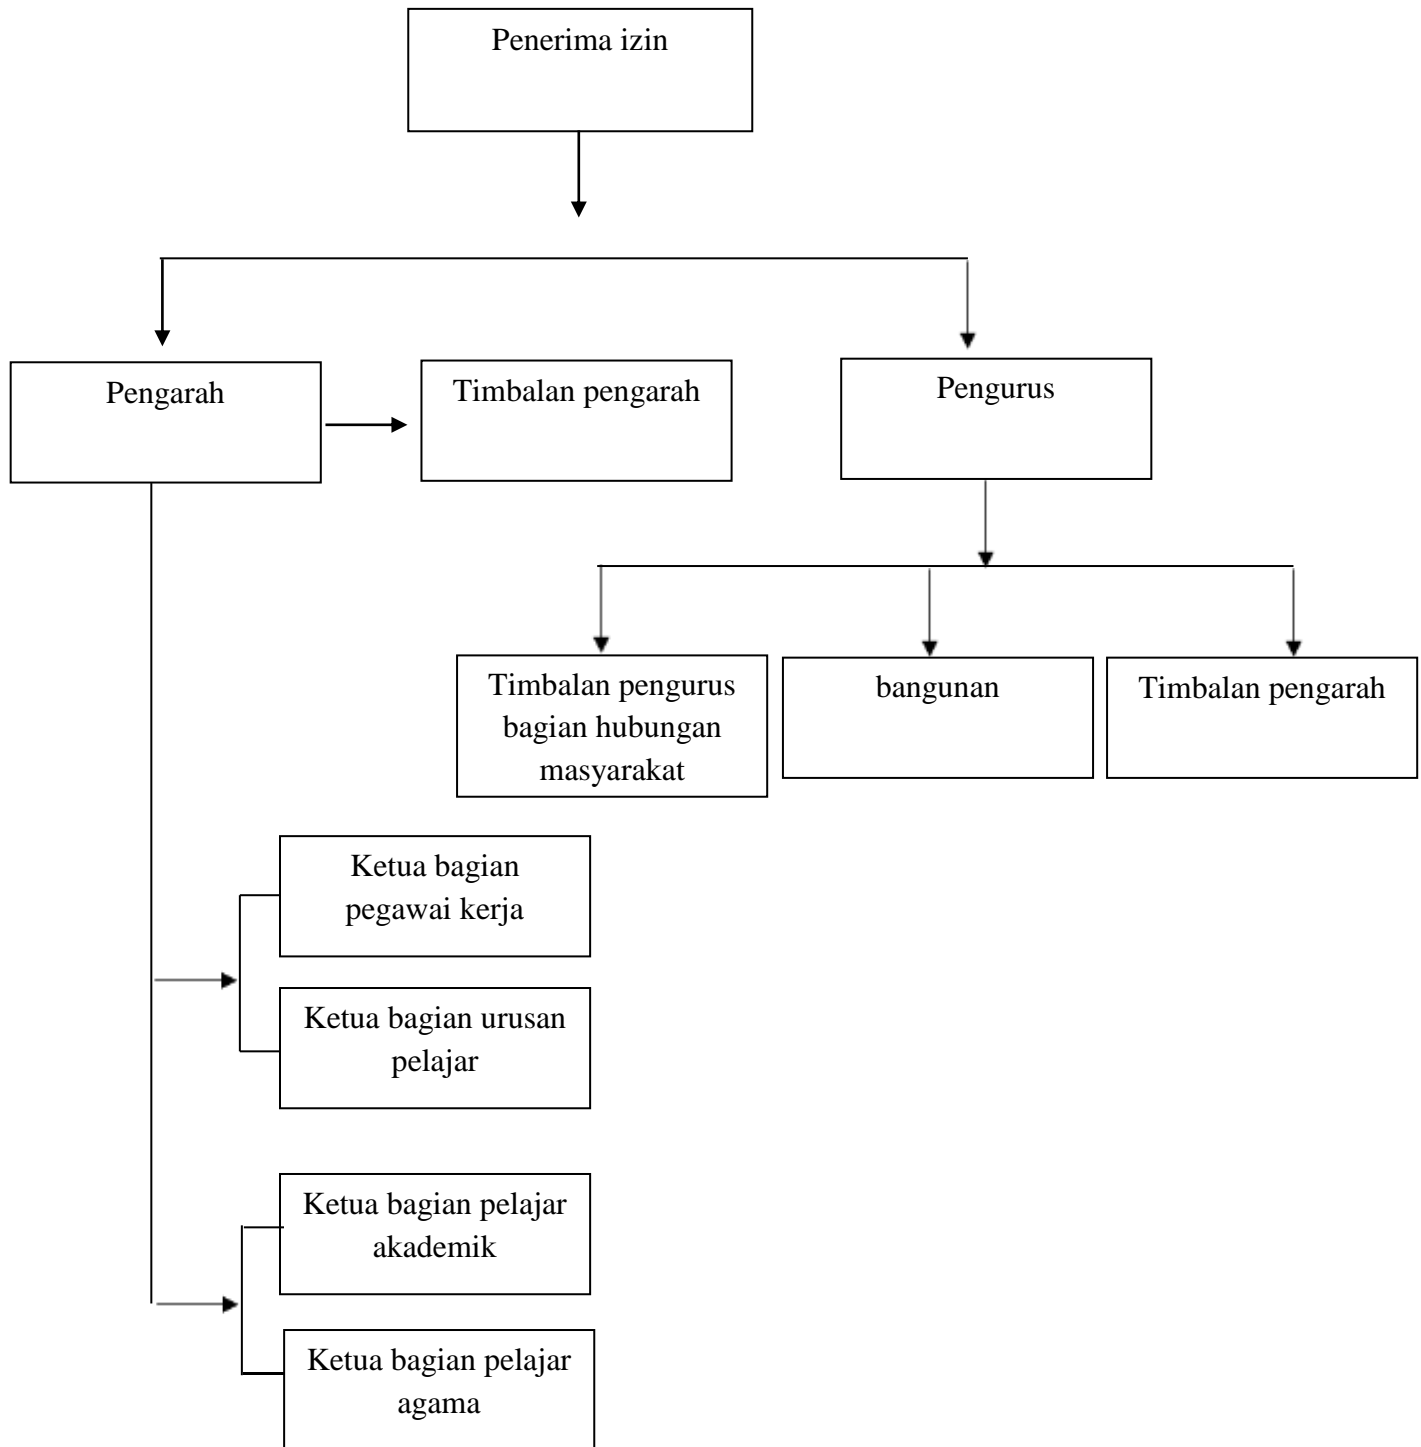 Penerima izin
Pengarah
Timbalan pengarah
Pengurus
Timbalan pengurus
bagian hubungan
masyarakat
bangunan
Timbalan pengarah
Ketua bagian
pegawai kerja
Ketua bagian urusan
pelajar
Ketua bagian pelajar
akademik
Ketua bagian pelajar
agama